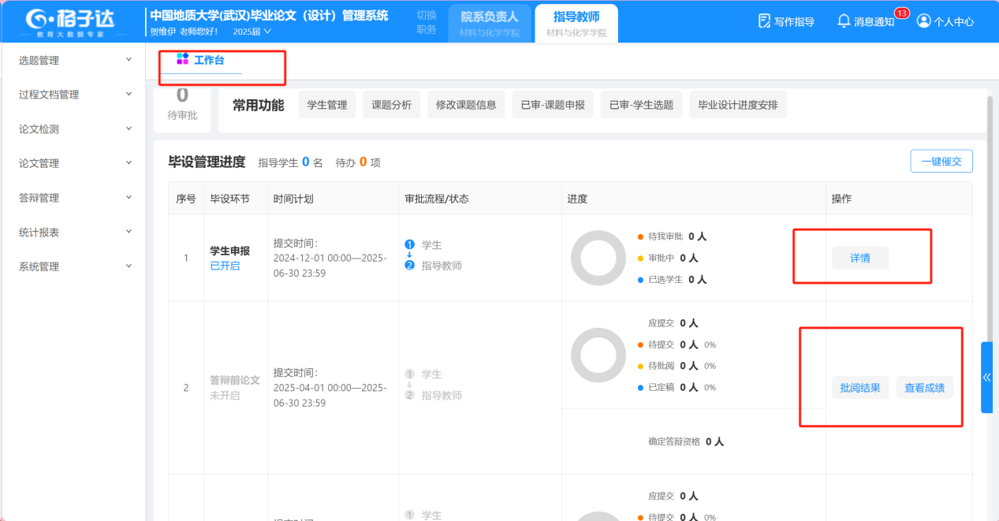 格子达
教育大数据专家
中国地质大学(武汉)毕业论文（设计）管理系统
贺维伊 老师您好！ 2025届
切换
职务
院系负责人
材料与化学学院
指导教师
材料与化学学院
写作指导
消息通知
13
个人中心
选题管理
过程文档管理
论文检测
论文管理
答辩管理
统计报表
系统管理
工作台
0
待审批
常用功能
学生管理
课题分析
修改课题信息
已审-课题申报
已审-学生选题
毕业设计进度安排
毕设管理进度 指导学生 0 名 待办 0 项
一键催交
序号 毕设环节 时间计划 审批流程/状态 进度 操作
1
学生申报
已开启
提交时间：
2024-12-01 00:00—2025-
06-30 23:59
1 学生
2 指导教师
待我审批 0 人
审批中 0 人
已选学生 0 人
详情
2
答辩前论文
未开启
提交时间：
2025-04-01 00:00—2025-
06-30 23:59
1 学生
2 指导教师
应提交 0 人
待提交 0 人 0%
待批阅 0 人 0%
已定稿 0 人 0%
确定答辩资格 0 人
批阅结果
查看成绩
1 学生
应提交 0 人
待提交 0 人 0%